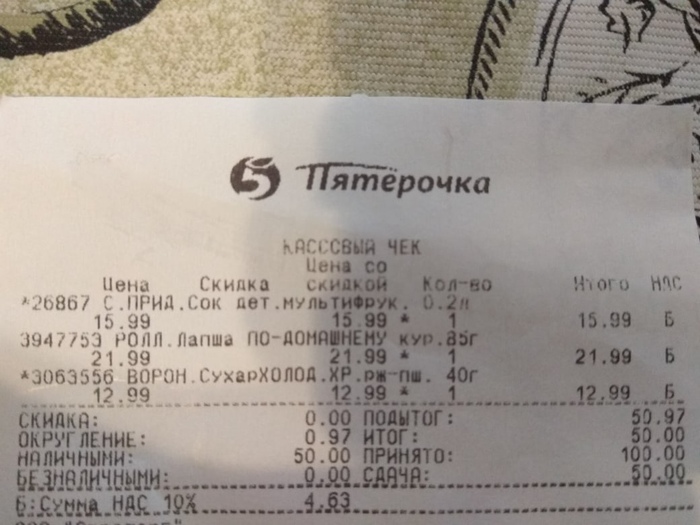 5 Пятёрочка
КАССОВЫЙ ЧЕК
Цена со
Цена Скидка скидкой Кол-во Итого НДС
*26867 С.ПРИД.Сок дет.мультифрук. 0.2л
15.99 15.99 * 1 15.99 Б
3947753 РОЛЛ.Лапша ПО-ДОМАШНЕМУ кур.85г
21.99 21.99 * 1 21.99 Б
*3063556 ВОРОН.СухарХОЛОД.ХР.рж-пш. 40г
12.99 12.99 * 1 12.99 Б
СКИДКА: 0.00 ПОДЫТОГ: 50.97
ОКРУГЛЕНИЕ: 0.97 ИТОГ: 50.00
НАЛИЧНЫМИ: 50.00 ПРИНЯТО: 100.00
БЕЗНАЛИЧНЫМИ: 0.00 СДАЧА: 50.00
Б:Сумма НДС 10% 4.63